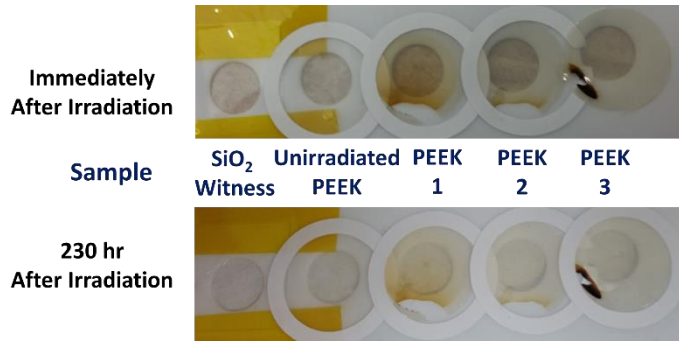 Immediately
After Irradiation
Sample
SiO₂
Witness
Unirradiated
PEEK
PEEK
1
PEEK
2
PEEK
3
230 hr
After Irradiation